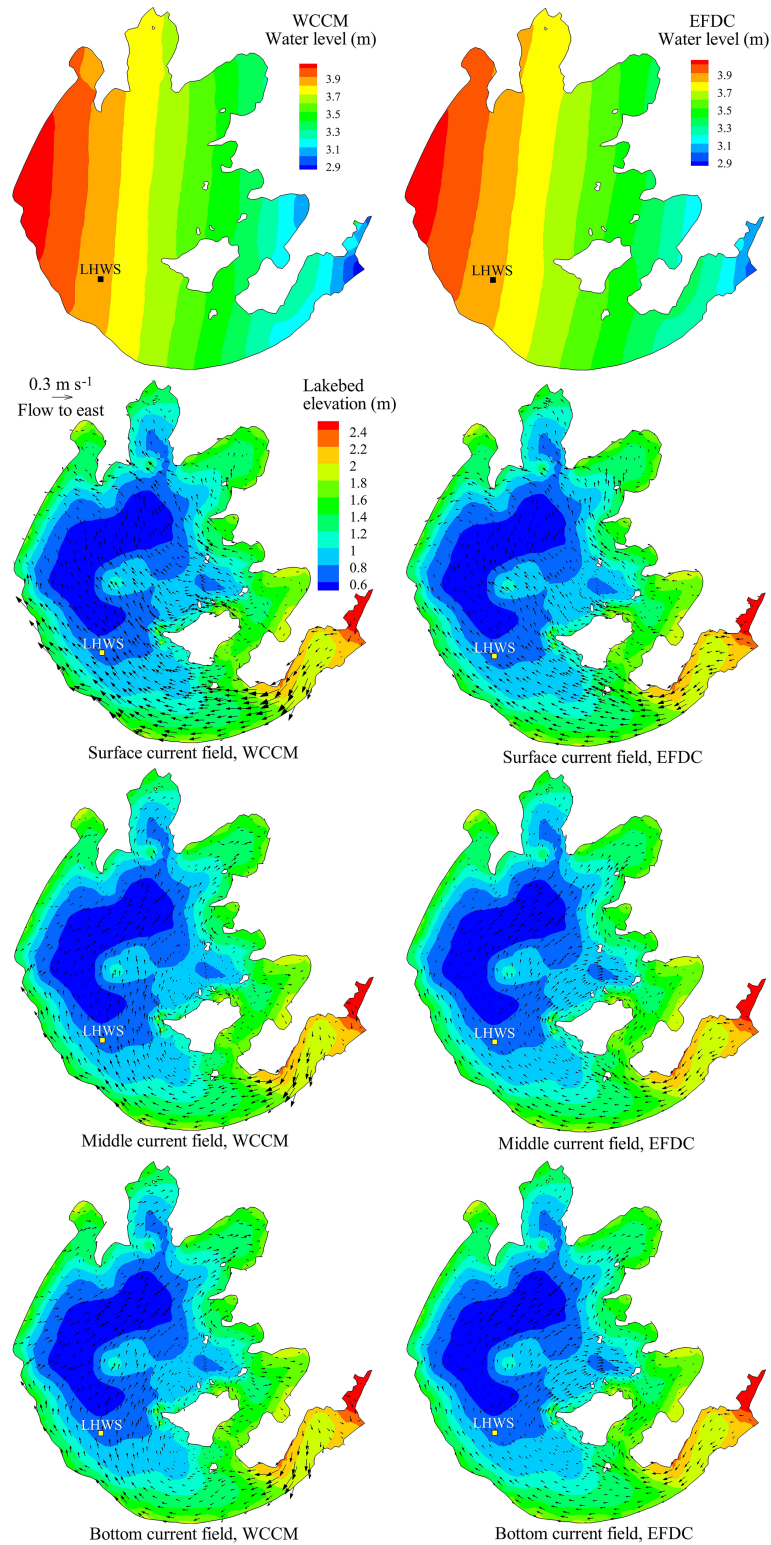 WCCM
Water level (m)
3.9
3.7
3.5
3.3
3.1
2.9
LHWS
EFDC
Water level (m)
3.9
3.7
3.5
3.3
3.1
2.9
LHWS
0.3 m s-1
Flow to east
Lakebed
elevation (m)
2.4
2.2
2
1.8
1.6
1.4
1.2
1
0.8
0.6
LHWS
Surface current field, WCCM
LHWS
Surface current field, EFDC
LHWS
Middle current field, WCCM
LHWS
Middle current field, EFDC
LHWS
Bottom current field, WCCM
LHWS
Bottom current field, EFDC